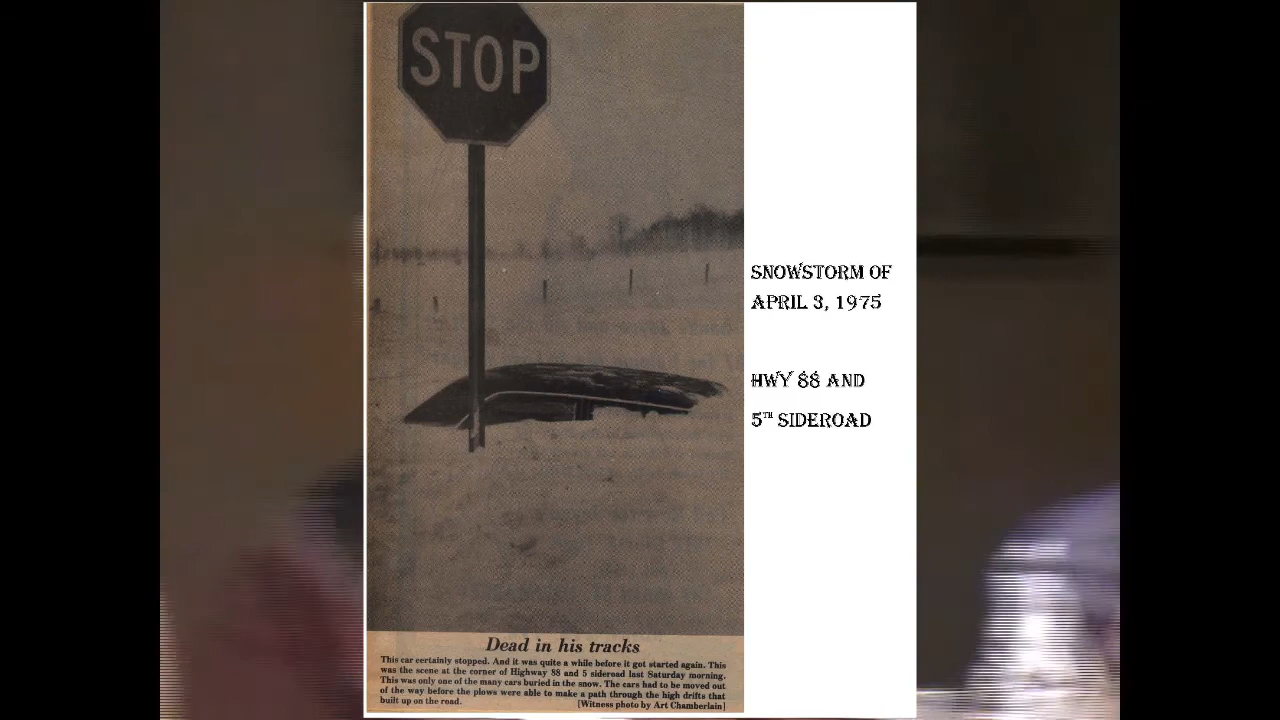 STOP
SNOWSTORM OF
APRIL 3, 1975
HWY 88 AND
5TH SIDEROAD
Dead in his tracks
This car certainly stopped. And it was quite a while before it got started again. This
was the scene at the corner of Highway 88 and 5 sideroad last Saturday morning.
This was only one of the many cars buried in the snow. The cars had to be moved out
of the way before the plows were able to make a path through the high drifts that
built up on the road. [Witness photo by Art Chamberlain]